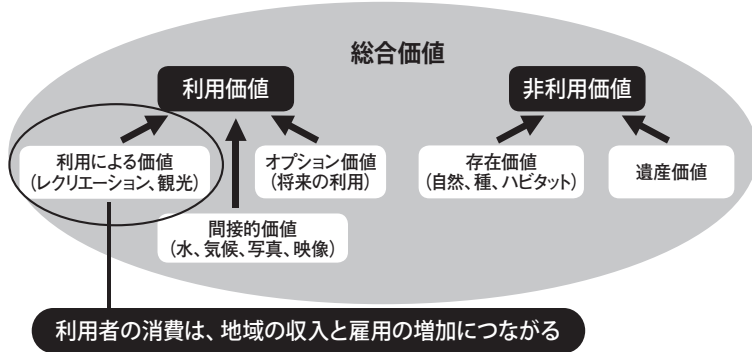 総合価値
利用価値
非利用価値
利用による価値
(レクリエーション、観光)
オプション価値
(将来の利用)
存在価値
(自然、種、ハビタット)
遺産価値
間接的価値
(水、気候、写真、映像)
利用者の消費は、地域の収入と雇用の増加につながる